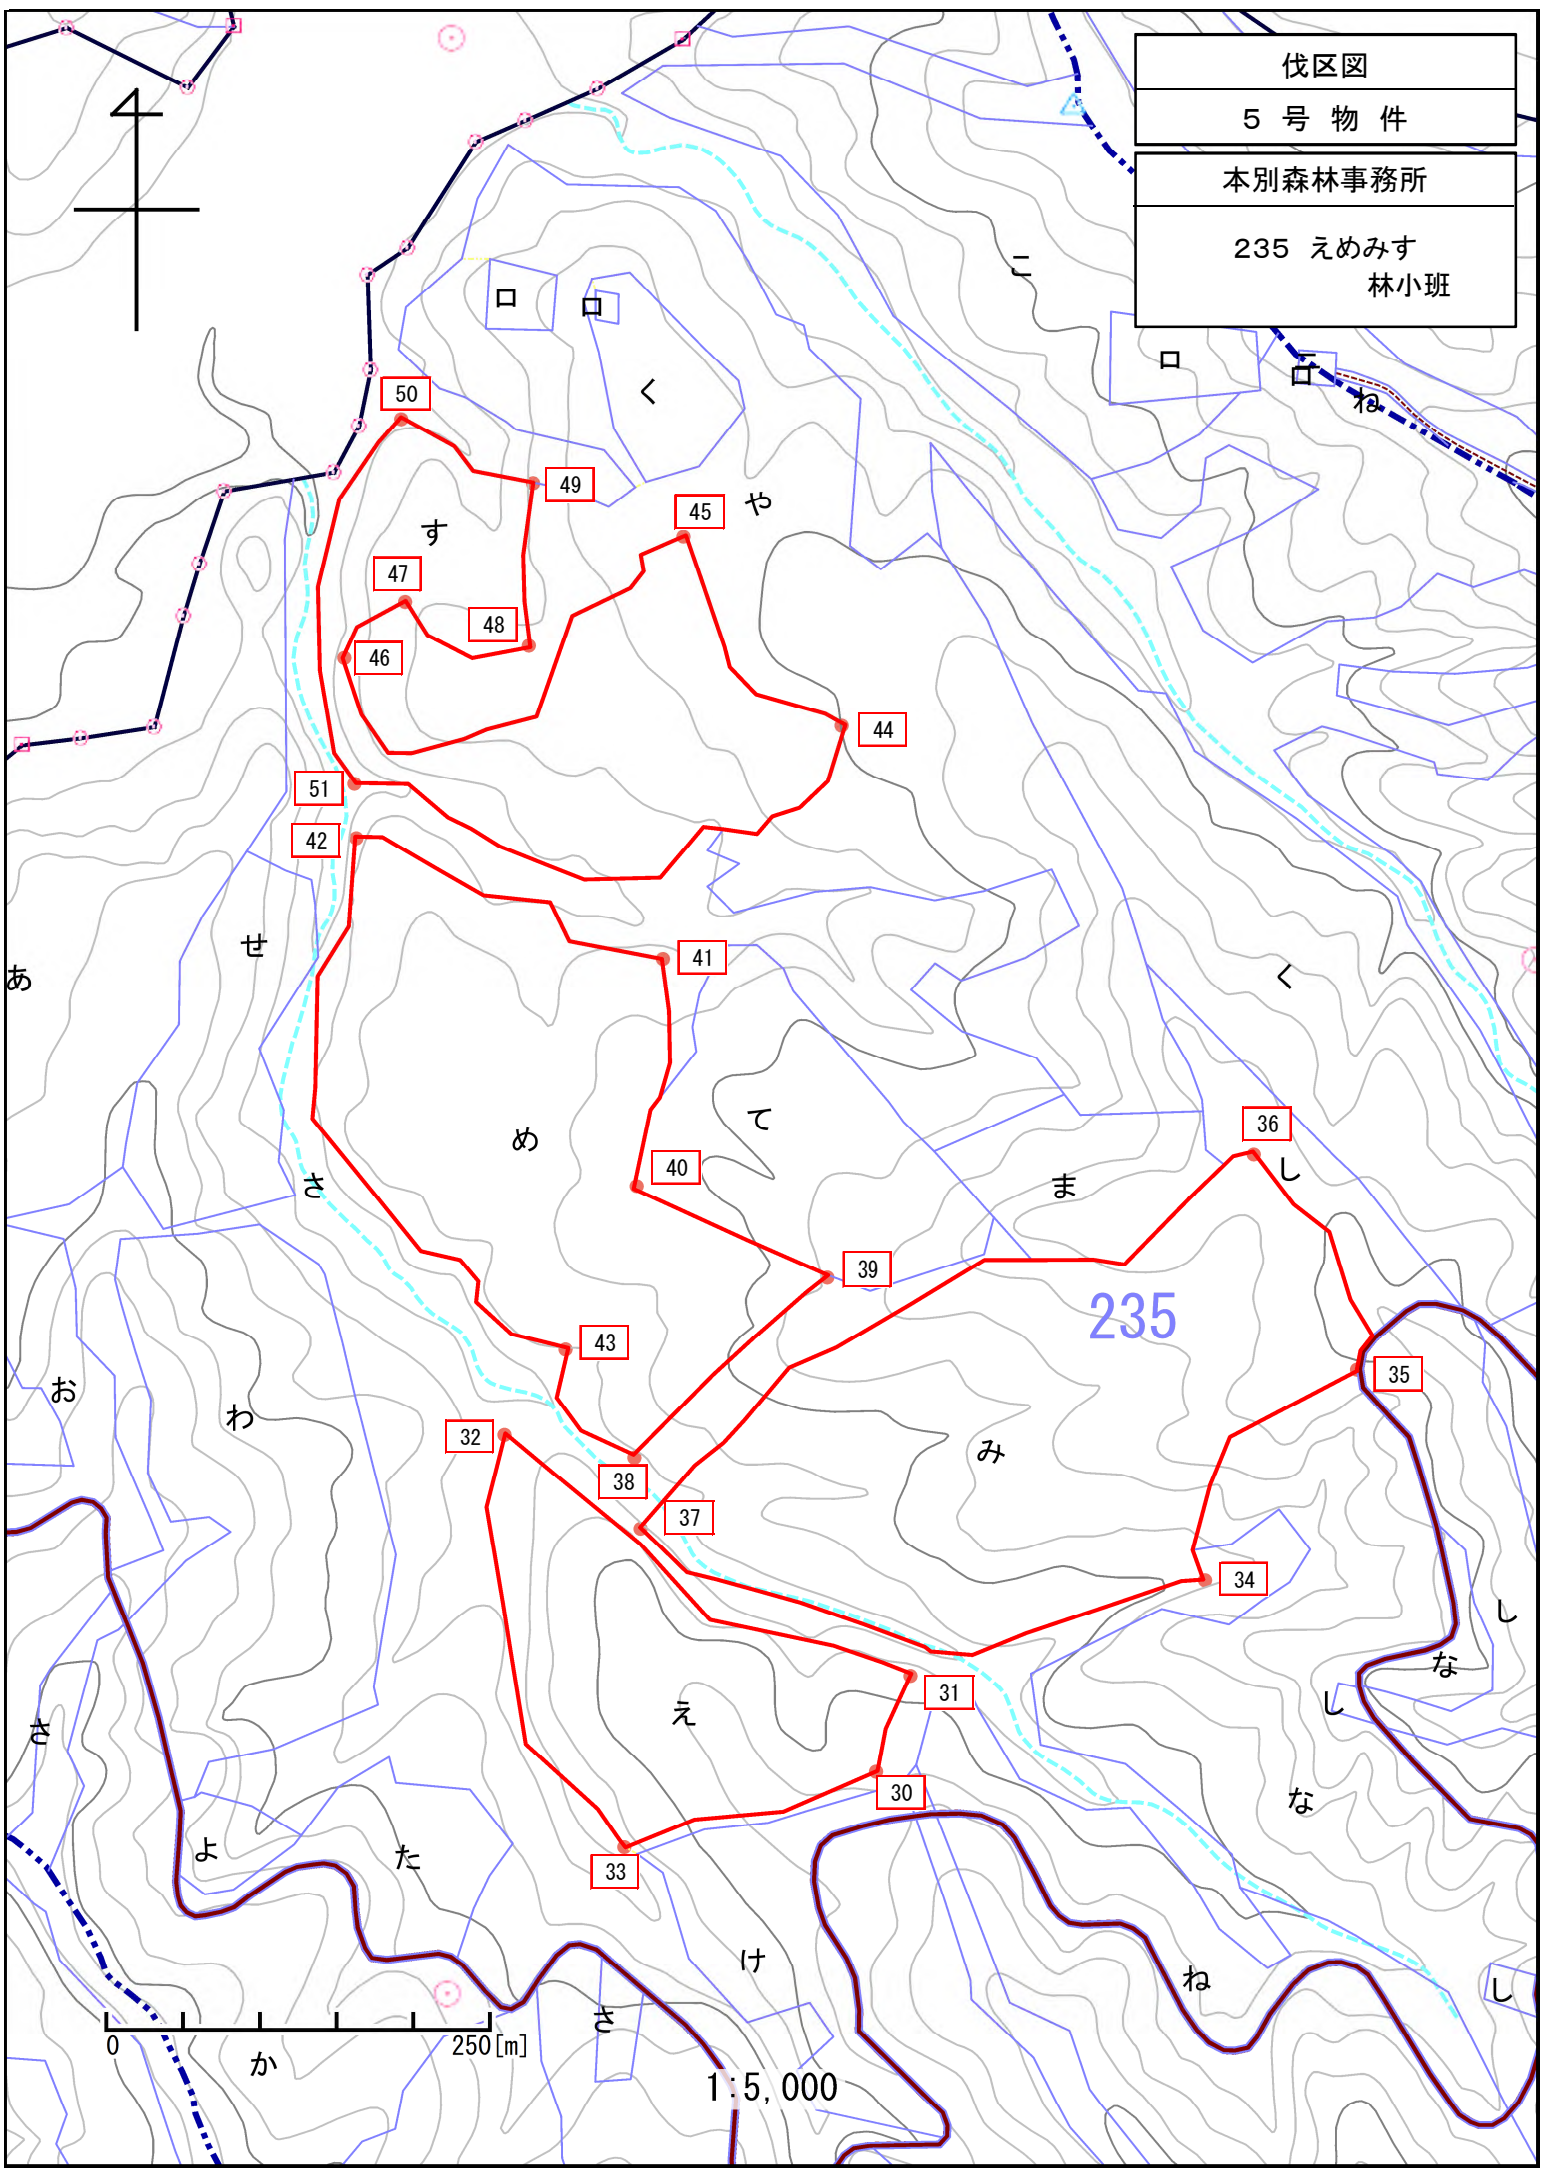 伐区図
5 号 物 件
本別森林事務所
235 えめみす
林小班
こ
ロ
ロ
ロ
ロ
ニ
ね
く
50
49
45
や
す
47
48
46
44
51
42
せ
41
あ
く
め
て
40
36
し
さ
ま
39
235
43
35
お
わ
32
み
38
37
34
し
な
31
し
え
さ
30
な
よ
た
33
け
ね
し
さ
0 250[m]
か
1:5,000